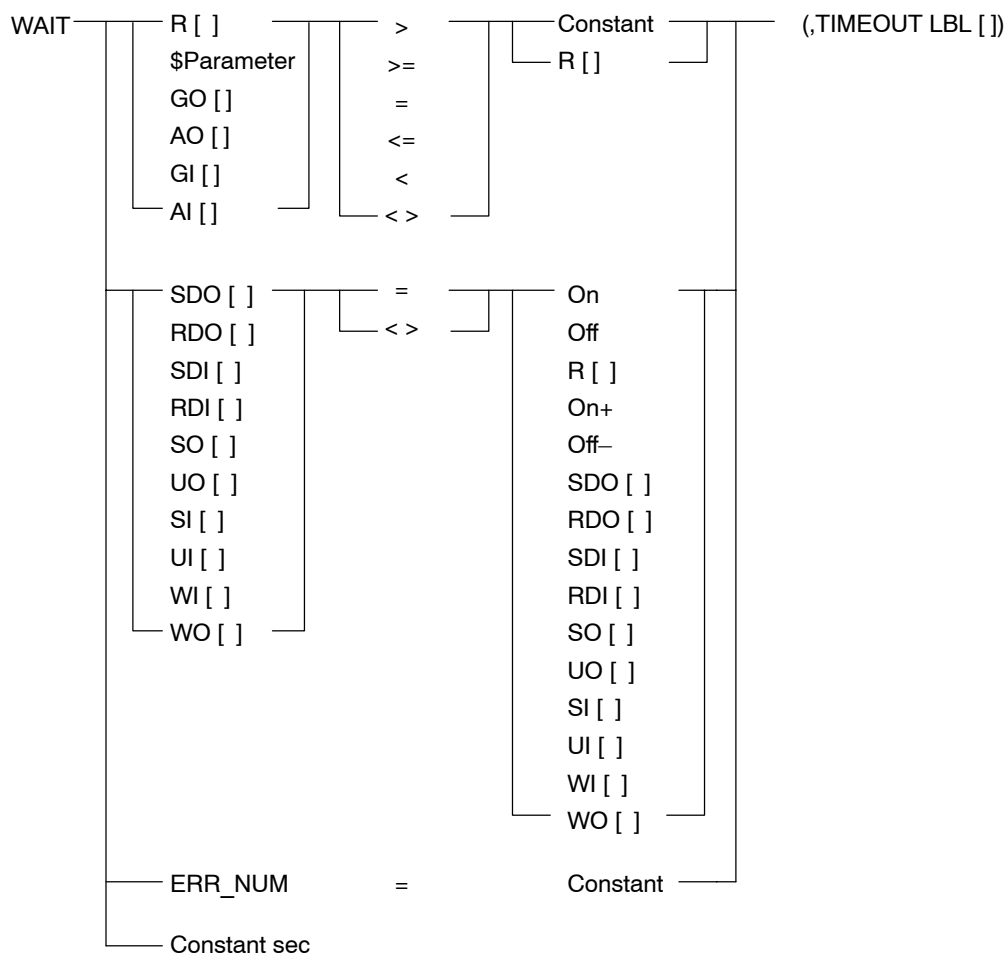 WAIT R [ ] > Constant (,TIMEOUT LBL [ ])
$Parameter >= R [ ]
GO [ ] =
AO [ ] <=
GI [ ] <
AI [ ] < >
SDO [ ] = On
RDO [ ] < > Off
SDI [ ] R [ ]
RDI [ ] On+
SO [ ] Off–
UO [ ] SDO [ ]
SI [ ] RDO [ ]
UI [ ] SDI [ ]
WI [ ] RDI [ ]
WO [ ] SO [ ]
UO [ ]
SI [ ]
UI [ ]
WI [ ]
WO [ ]
ERR_NUM = Constant
Constant sec